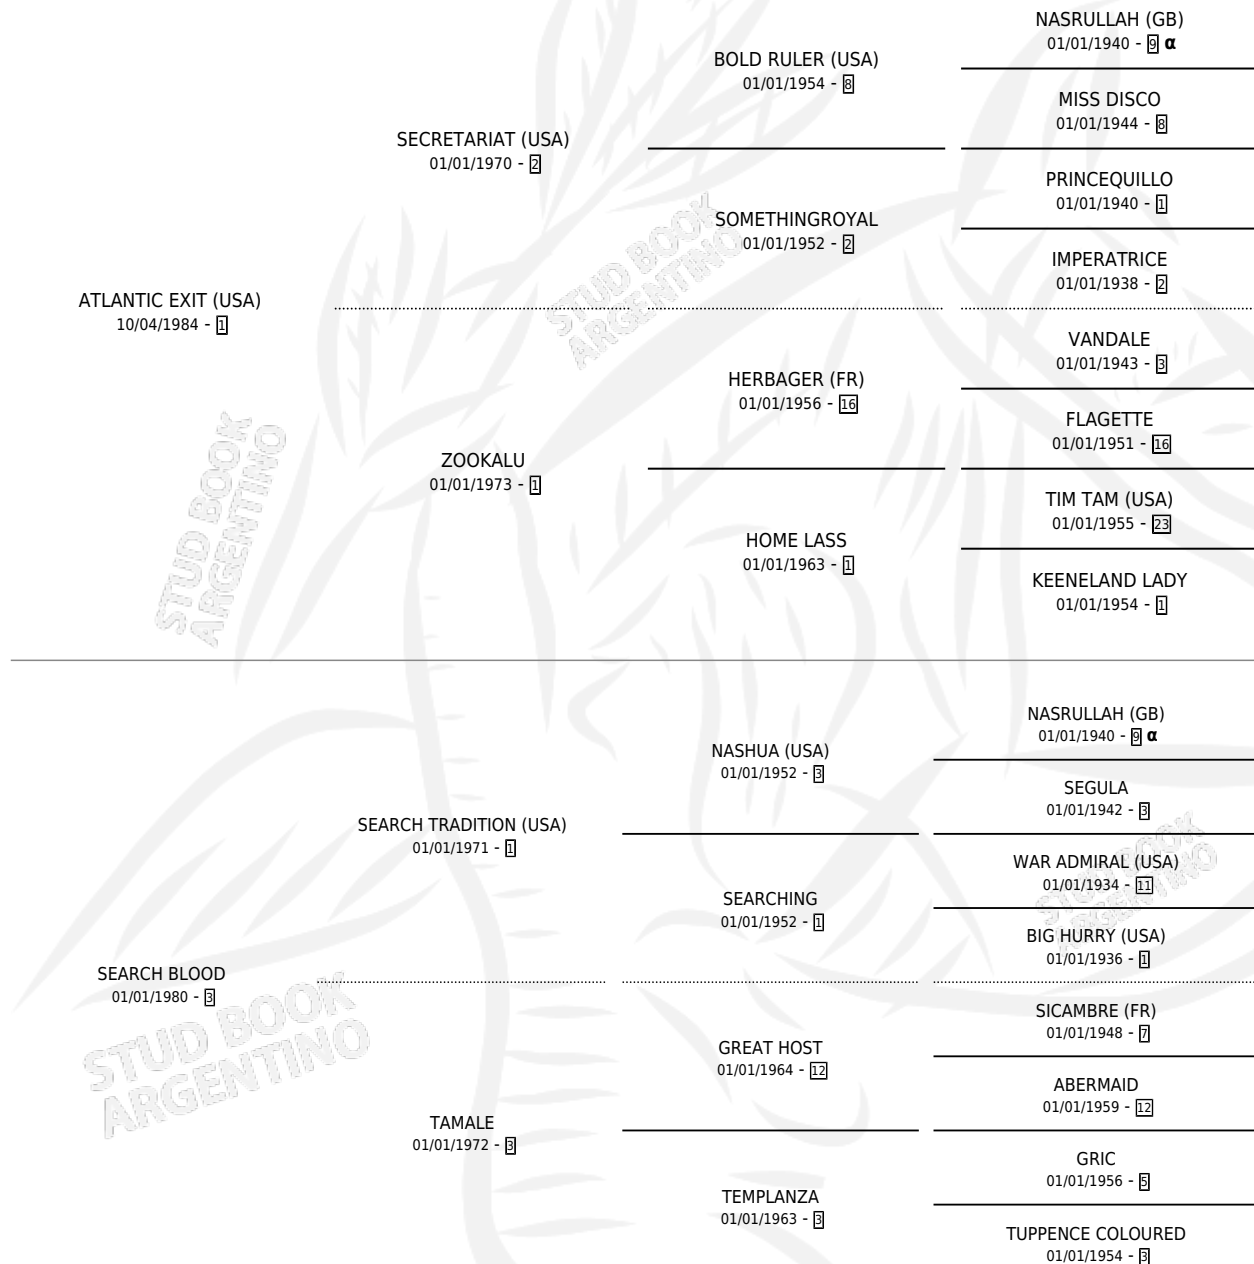 NASRULLAH (GB)
01/01/1940 - 9 α
BOLD RULER (USA)
01/01/1954 - 8
MISS DISCO
01/01/1944 - 8
SECRETARIAT (USA)
01/01/1970 - 2
PRINCEQUILLO
01/01/1940 - 1
SOMETHINGROYAL
01/01/1952 - 2
IMPERATRICE
01/01/1938 - 2
ATLANTIC EXIT (USA)
10/04/1984 - 1
VANDALE
01/01/1943 - 3
HERBAGER (FR)
01/01/1956 - 16
FLAGETTE
01/01/1951 - 16
ZOOKALU
01/01/1973 - 1
TIM TAM (USA)
01/01/1955 - 23
HOME LASS
01/01/1963 - 1
KEENELAND LADY
01/01/1954 - 1
STUD BOOK
ARGENTINO
STUD BOOK
ARGENTINO
NASRULLAH (GB)
01/01/1940 - 9 α
NASHUA (USA)
01/01/1952 - 3
SEGULA
01/01/1942 - 3
SEARCH TRADITION (USA)
01/01/1971 - 1
WAR ADMIRAL (USA)
01/01/1934 - 11
SEARCHING
01/01/1952 - 1
BIG HURRY (USA)
01/01/1936 - 1
SEARCH BLOOD
01/01/1980 - 3
SICAMBRE (FR)
01/01/1948 - 7
GREAT HOST
01/01/1964 - 12
ABERMAID
01/01/1959 - 12
TAMALE
01/01/1972 - 3
GRIC
01/01/1956 - 5
TEMPLANZA
01/01/1963 - 3
TUPPENCE COLOURED
01/01/1954 - 3
STUD BOOK
ARGENTINO
STUD BOOK
ARGENTINO